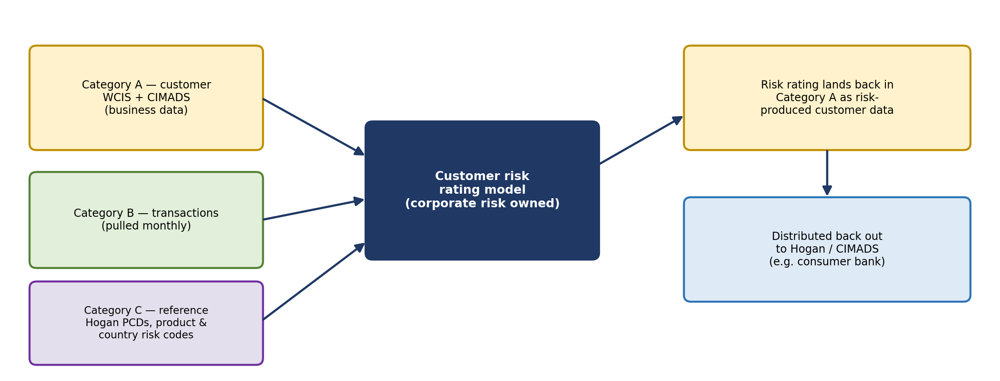 Category A — customer
WCIS + CIMADS
(business data)
Category B — transactions
(pulled monthly)
Category C — reference
Hogan PCDs, product &
country risk codes
Customer risk
rating model
(corporate risk owned)
Risk rating lands back in
Category A as risk-
produced customer data
Distributed back out
to Hogan / CIMADS
(e.g. consumer bank)